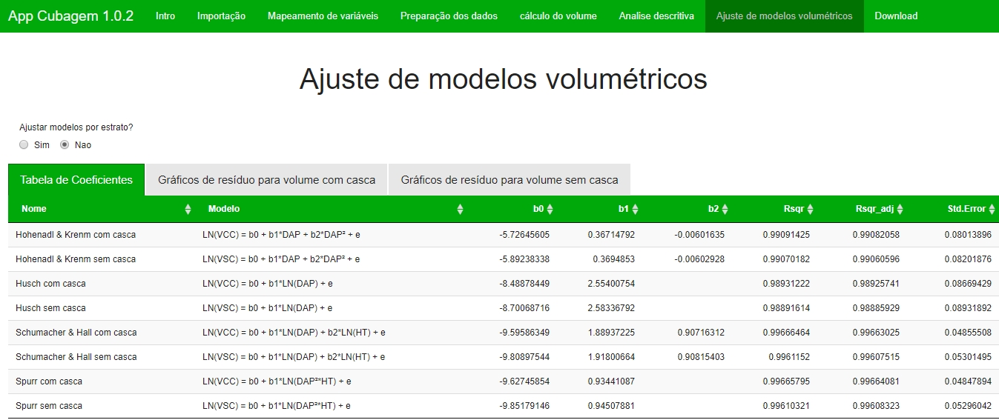 App Cubagem 1.0.2 Intro Importação Mapeamento de variáveis Preparação dos dados cálculo do volume Analise descritiva Ajuste de modelos volumétricos Download
Ajuste de modelos volumétricos
Ajustar modelos por estrato?
Sim Nao
Tabela de Coeficientes Gráficos de resíduo para volume com casca Gráficos de resíduo para volume sem casca
Nome Modelo b0 b1 b2 Rsqr Rsqr_adj Std.Error
Hohenadl & Krenm com casca LN(VCC) = b0 + b1*DAP + b2*DAP² + e -5.72645605 0.36714792 -0.00601635 0.99091425 0.99082058 0.08013896
Hohenadl & Krenm sem casca LN(VSC) = b0 + b1*DAP + b2*DAP² + e -5.89238338 0.3694853 -0.00602928 0.99070182 0.99060596 0.08201876
Husch com casca LN(VCC) = b0 + b1*LN(DAP) + e -8.48878449 2.55400754 0.98931222 0.98925741 0.08669429
Husch sem casca LN(VSC) = b0 + b1*LN(DAP) + e -8.70068716 2.58336792 0.98891614 0.98885929 0.08931892
Schumacher & Hall com casca LN(VCC) = b0 + b1*LN(DAP) + b2*LN(HT) + e -9.59586349 1.88937225 0.90716312 0.99666464 0.99663025 0.04855508
Schumacher & Hall sem casca LN(VSC) = b0 + b1*LN(DAP) + b2*LN(HT) + e -9.80897544 1.91800664 0.90815403 0.9961152 0.99607515 0.05301495
Spurr com casca LN(VCC) = b0 + b1*LN(DAP²*HT) + e -9.62745854 0.93441087 0.99665795 0.99664081 0.04847894
Spurr sem casca LN(VSC) = b0 + b1*LN(DAP²*HT) + e -9.85179146 0.94507881 0.99610321 0.99608323 0.05296042